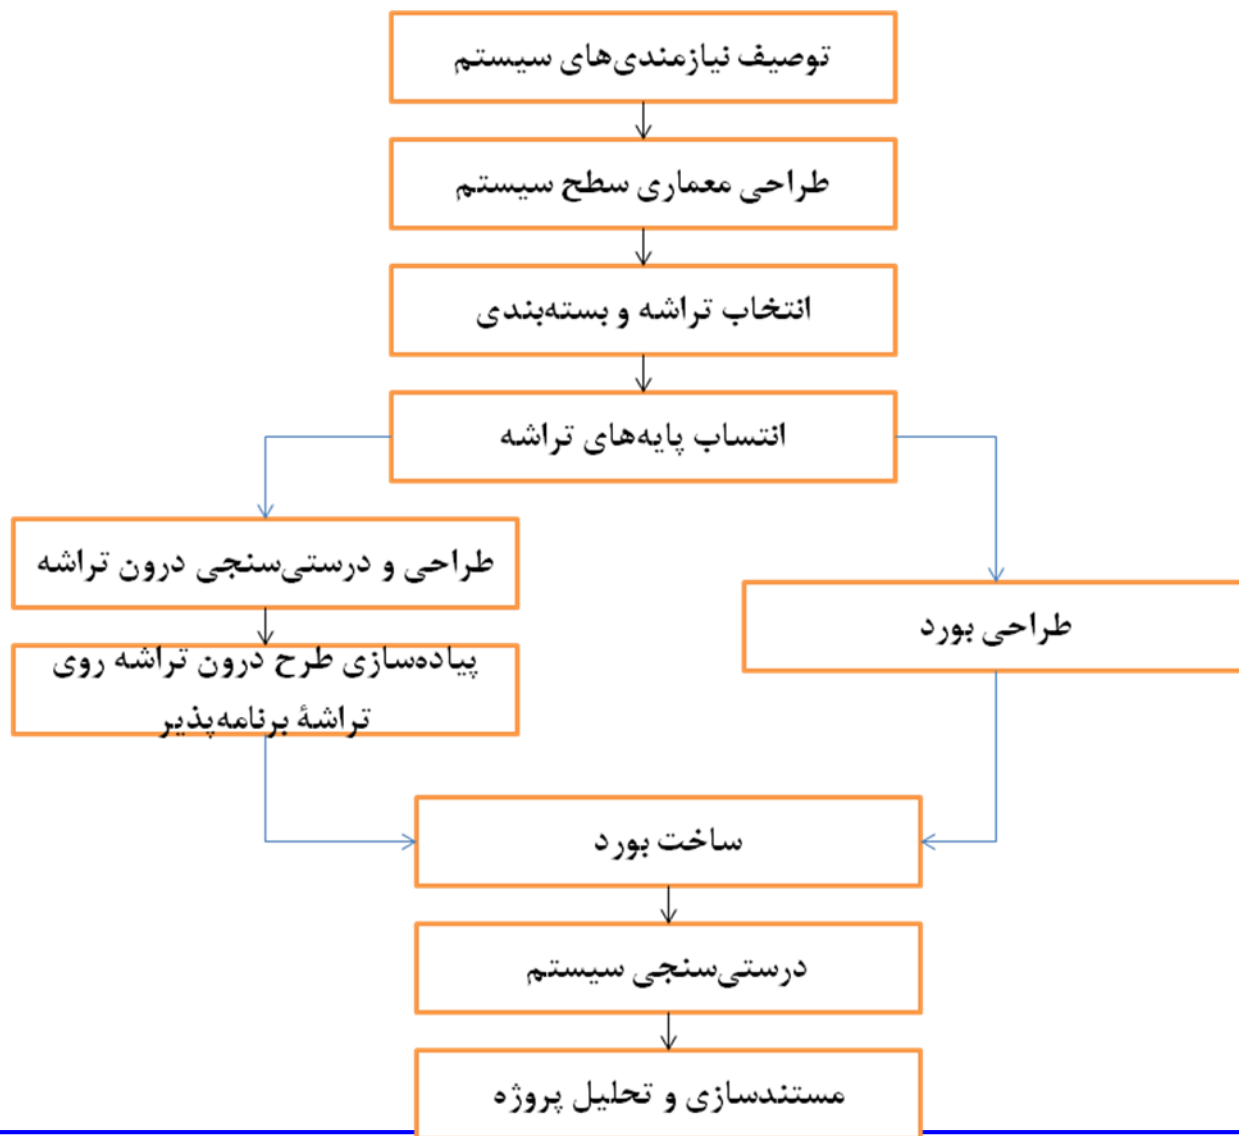 توصیف نیازمندی‌های سیستم
طراحی معماری سطح سیستم
انتخاب تراشه و بسته‌بندی
انتساب پایه‌های تراشه
طراحی و درستی‌سنجی درون تراشه
طراحی بورد
پیاده‌سازی طرح درون تراشه روی
تراشهٔ برنامه‌پذیر
ساخت بورد
درستی‌سنجی سیستم
مستندسازی و تحلیل پروژه